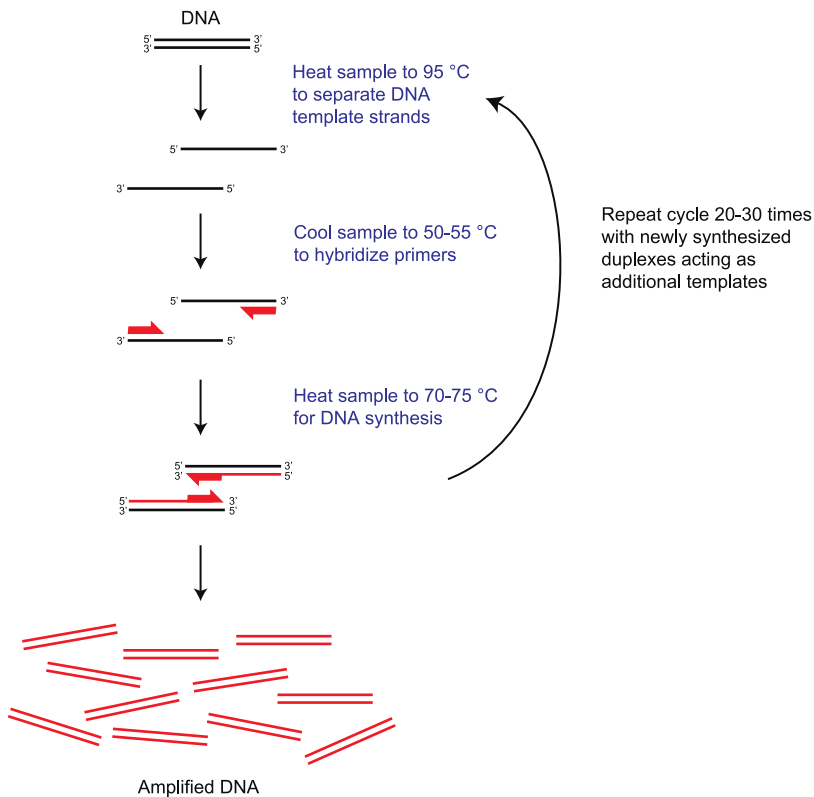 DNA
5' 3'
3' 5'
Heat sample to 95 °C
to separate DNA
template strands
5' 3'
3' 5'
Repeat cycle 20-30 times
with newly synthesized
duplexes acting as
additional templates
Cool sample to 50-55 °C
to hybridize primers
5' 3'
3' 5'
Heat sample to 70-75 °C
for DNA synthesis
5' 3'
3' 5'
5' 3'
3' 5'
Amplified DNA